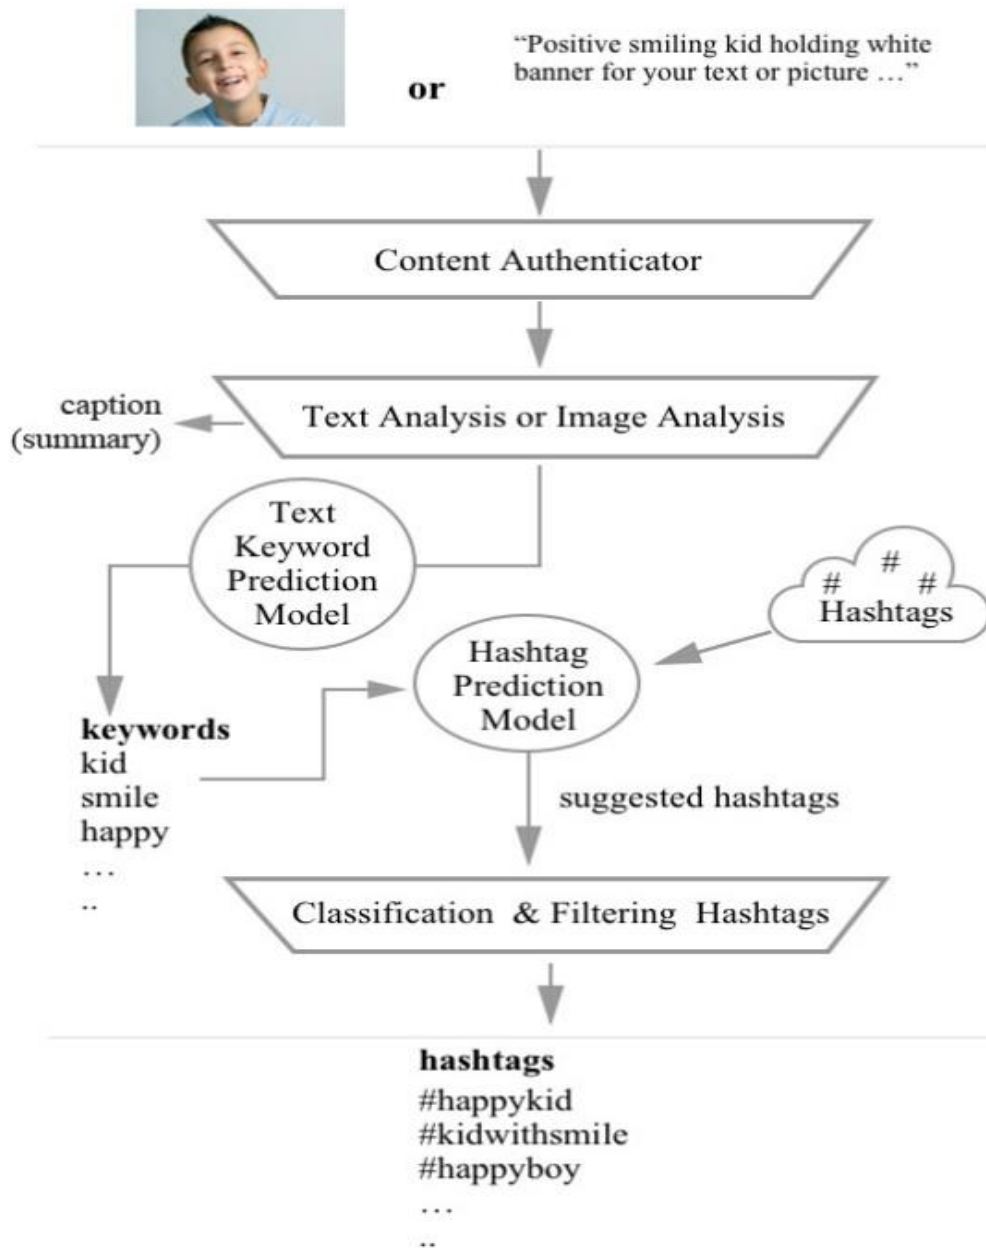 or
“Positive smiling kid holding white
banner for your text or picture ...”
Content Authenticator
Text Analysis or Image Analysis
caption
(summary)
Text
Keyword
Prediction
Model
# # #
Hashtags
Hashtag
Prediction
Model
keywords
kid
smile
happy
...
..
suggested hashtags
Classification & Filtering Hashtags
hashtags
#happykid
#kidwithsmile
#happyboy
...
..